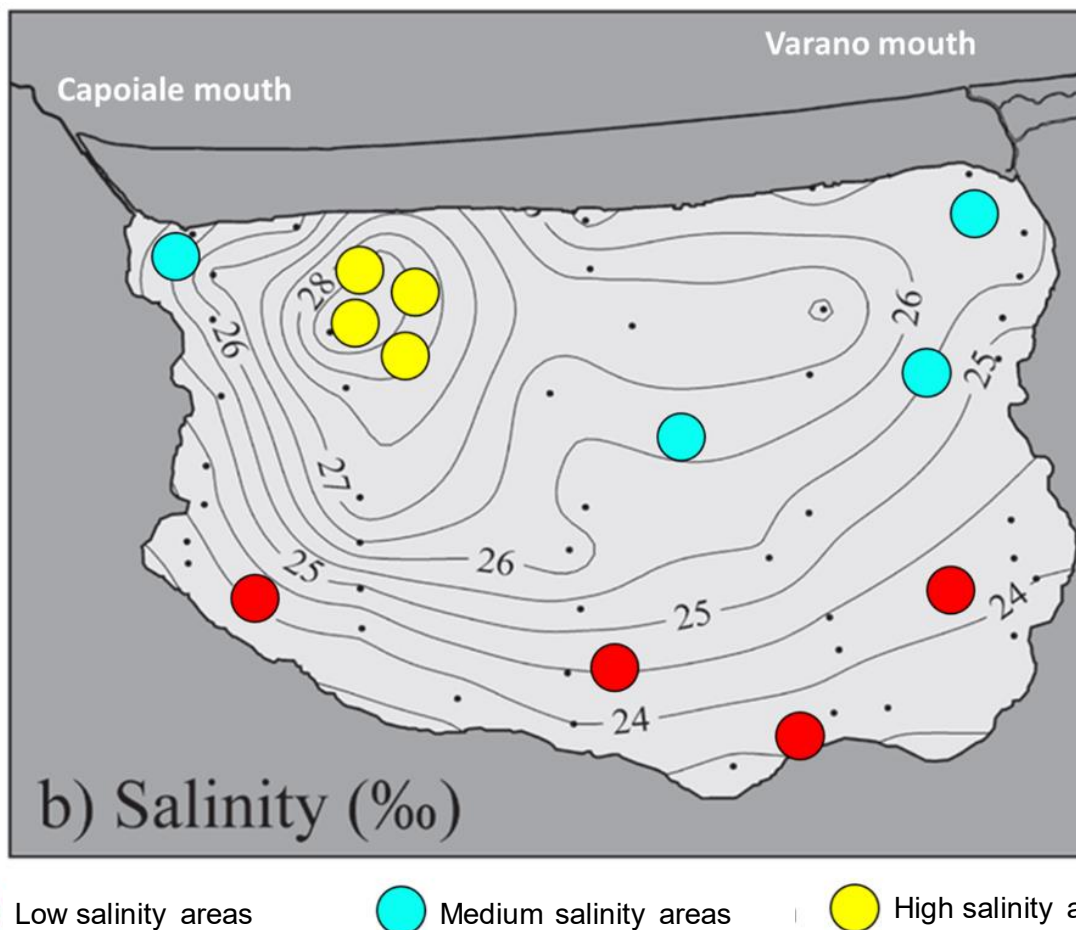 Varano mouth
Capoiale mouth
28
26
26
25
27
25
26
24
25
24
b) Salinity (‰)
Low salinity areas
Medium salinity areas
High salinity a